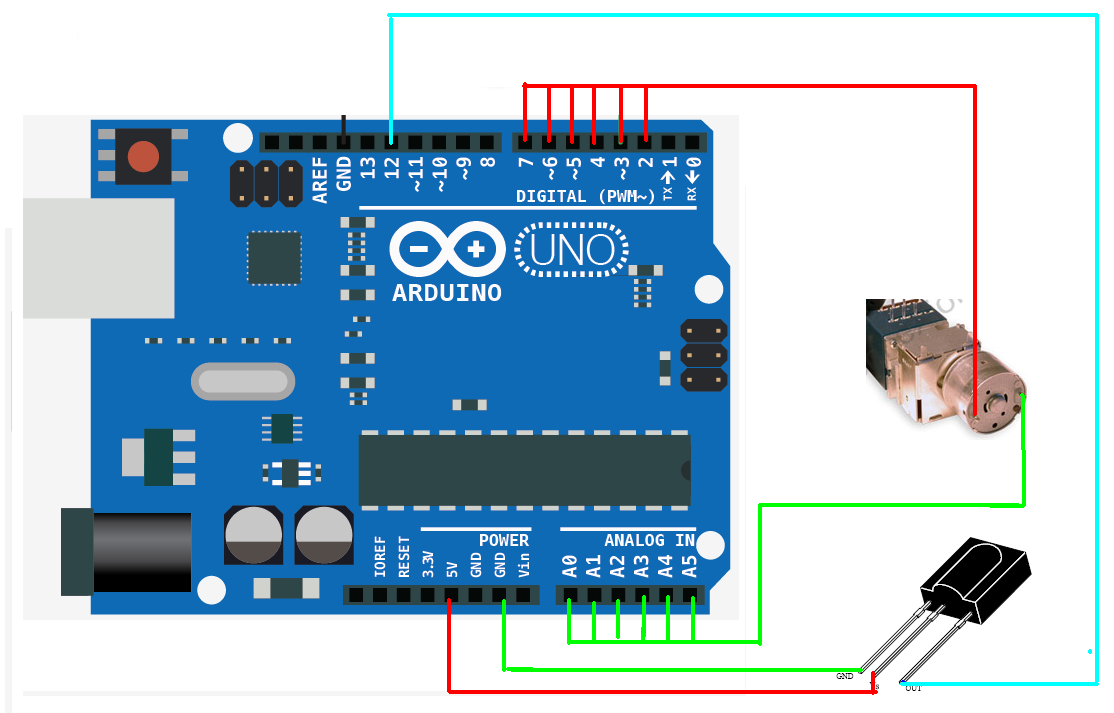 AREF
GND
13
12
~11
~10
~9
8
7
~6
~5
4
~3
2
TX→1
RX←0
DIGITAL (PWM~)
UNO
ARDUINO
POWER
ANALOG IN
IOREF
RESET
3.3V
5V
GND
GND
Vin
A0
A1
A2
A3
A4
A5
GND
OUT